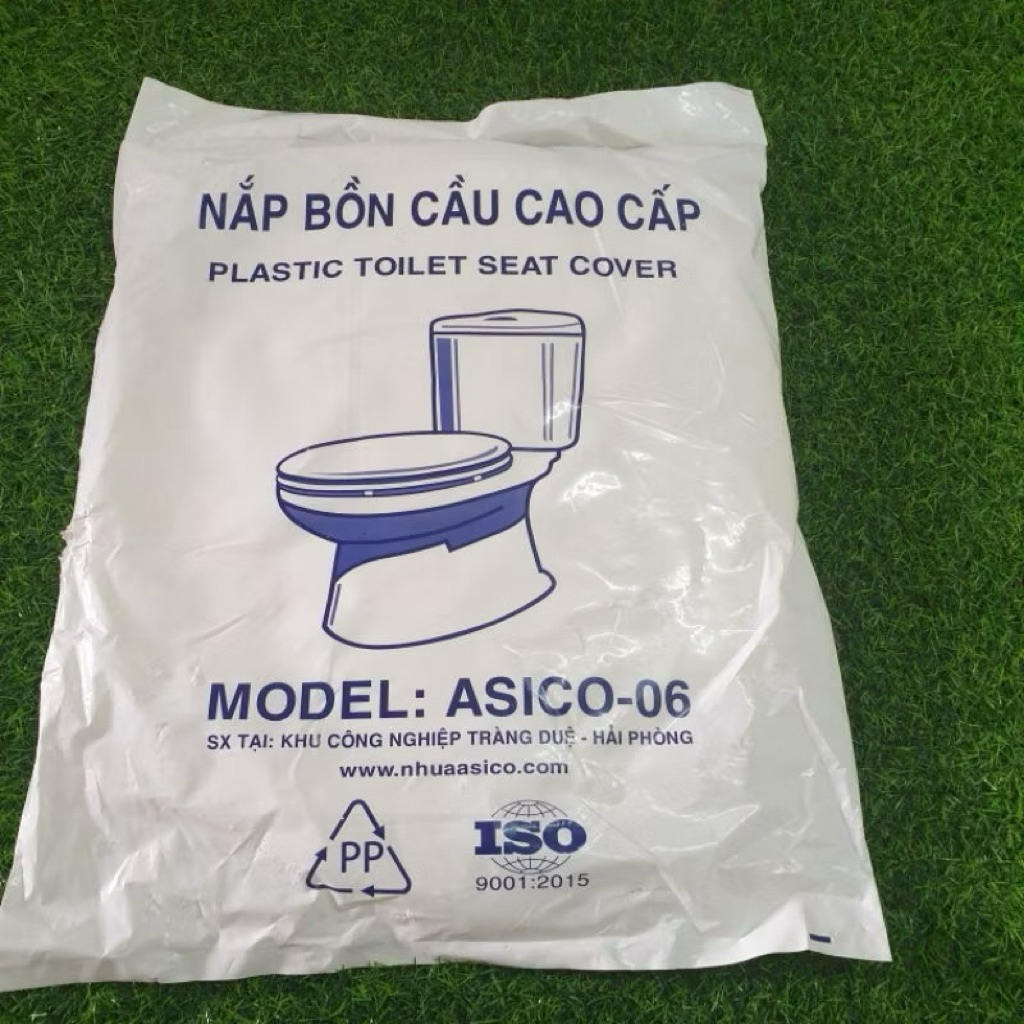 NẮP BỒN CẦU CAO CẤP
PLASTIC TOILET SEAT COVER
MODEL: ASICO-06
SX TẠI: KHU CÔNG NGHIỆP TRÀNG DUỆ - HẢI PHÒNG
www.nhuaasico.com
PP
ISO
9001:2015